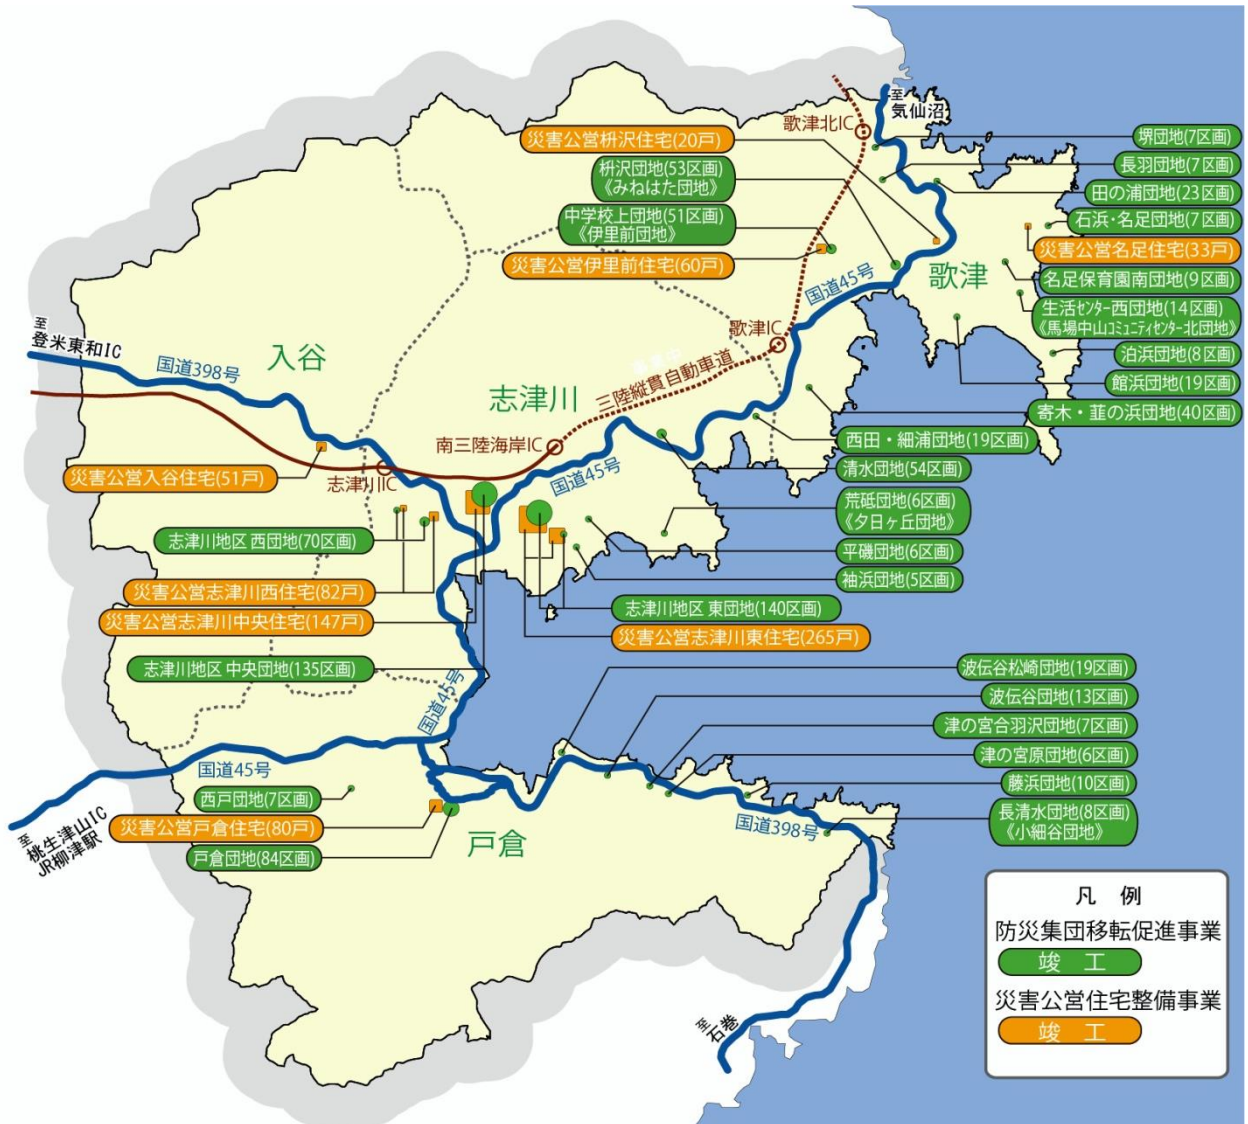 至
気仙沼
歌津北IC
災害公営枡沢住宅(20戸)
枡沢団地(53区画)
《みねはた団地》
中学校上団地(51区画)
《伊里前団地》
災害公営伊里前住宅(60戸)
堺団地(7区画)
長羽団地(7区画)
田の浦団地(23区画)
石浜・名足団地(7区画)
災害公営名足住宅(33戸)
名足保育園南団地(9区画)
生活センター西団地(14区画)
《馬場中山コミュニティセンター北団地》
泊浜団地(8区画)
館浜団地(19区画)
寄木・韮の浜団地(40区画)
歌津
国道45号
歌津IC
三陸縦貫自動車道
至
登米東和IC
国道398号
入谷
志津川
南三陸海岸IC
国道45号
志津川IC
災害公営入谷住宅(51戸)
西田・細浦団地(19区画)
清水団地(54区画)
荒砥団地(6区画)
《夕日ヶ丘団地》
平磯団地(6区画)
袖浜団地(5区画)
志津川地区 西団地(70区画)
災害公営志津川西住宅(82戸)
災害公営志津川中央住宅(147戸)
志津川地区 中央団地(135区画)
志津川地区 東団地(140区画)
災害公営志津川東住宅(265戸)
国道45号
波伝谷松崎団地(19区画)
波伝谷団地(13区画)
津の宮合羽沢団地(7区画)
津の宮原団地(6区画)
藤浜団地(10区画)
長清水団地(8区画)
《小細谷団地》
国道45号
西戸団地(7区画)
災害公営戸倉住宅(80戸)
戸倉団地(84区画)
戸倉
国道398号
至
桃生津山IC
JR柳津駅
至
石巻
凡 例
防災集団移転促進事業
竣 工
災害公営住宅整備事業
竣 工